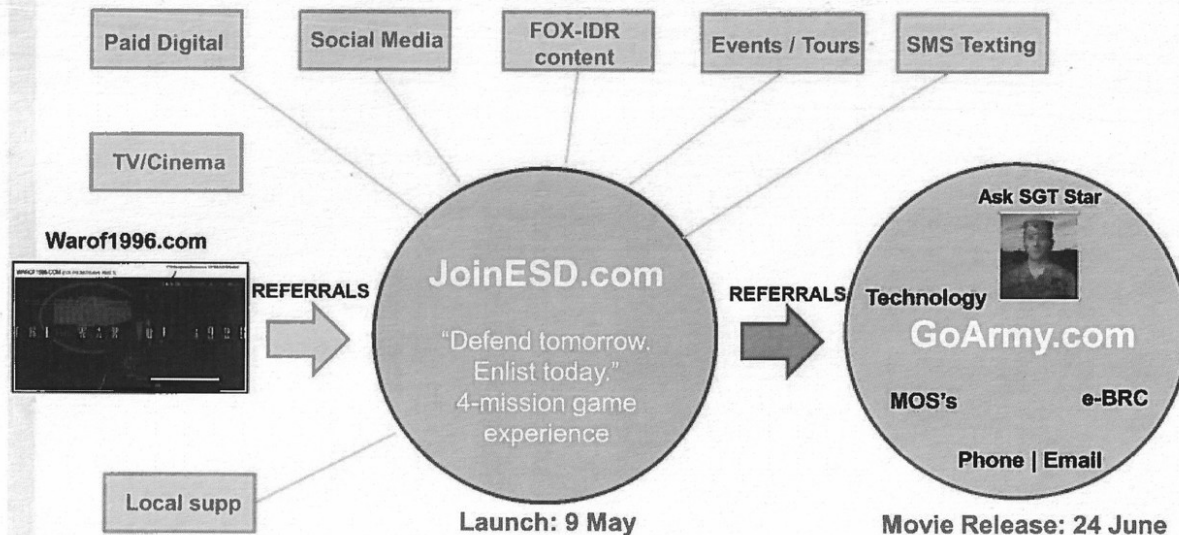 Paid Digital
Social Media
FOX-IDR
content
Events / Tours
SMS Texting
TV/Cinema
Warof1996.com
REFERRALS
JoinESD.com
"Defend tomorrow.
Enlist today."
4-mission game
experience
Launch: 9 May
REFERRALS
Ask SGT Star
Technology
GoArmy.com
MOS's
e-BRC
Phone | Email
Movie Release: 24 June
Local supp